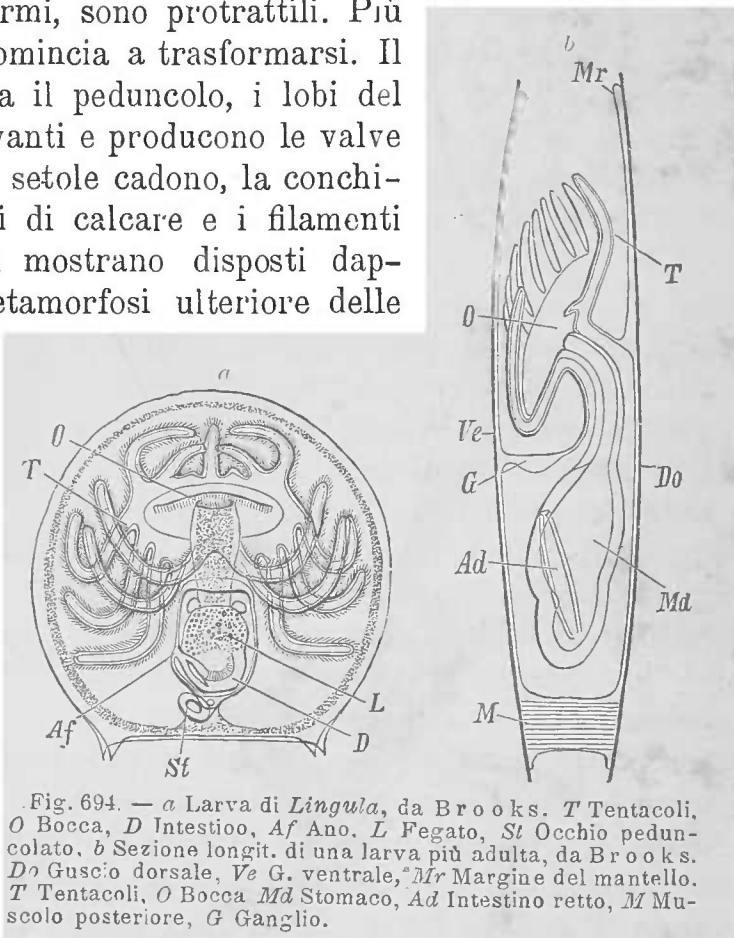 rmi, sono protrattili. Più
omincia a trasformarsi. Il
a il peduncolo, i lobi del
vanti e producono le valve
setole cadono, la conchi-
i di calcare e i filamenti
mostrano disposti dap-
etamorfosi ulteriore delle
b
Mr
T
O
Ve
G
Do
Ad
Md
M
a
O
T
Af
St
L
D
Fig. 694. — a Larva di Lingula, da Brooks. T Tentacoli,
O Bocca, D Intestioo, Af Ano. L Fegato, St Occhio pedun-
colato. b Sezione longit. di una larva più adulta, da Brooks.
Do Guscio dorsale, Ve G. ventrale, Mr Margine del mantello.
T Tentacoli, O Bocca Md Stomaco, Ad Intestino retto, M Mu-
scolo posteriore, G Ganglio.